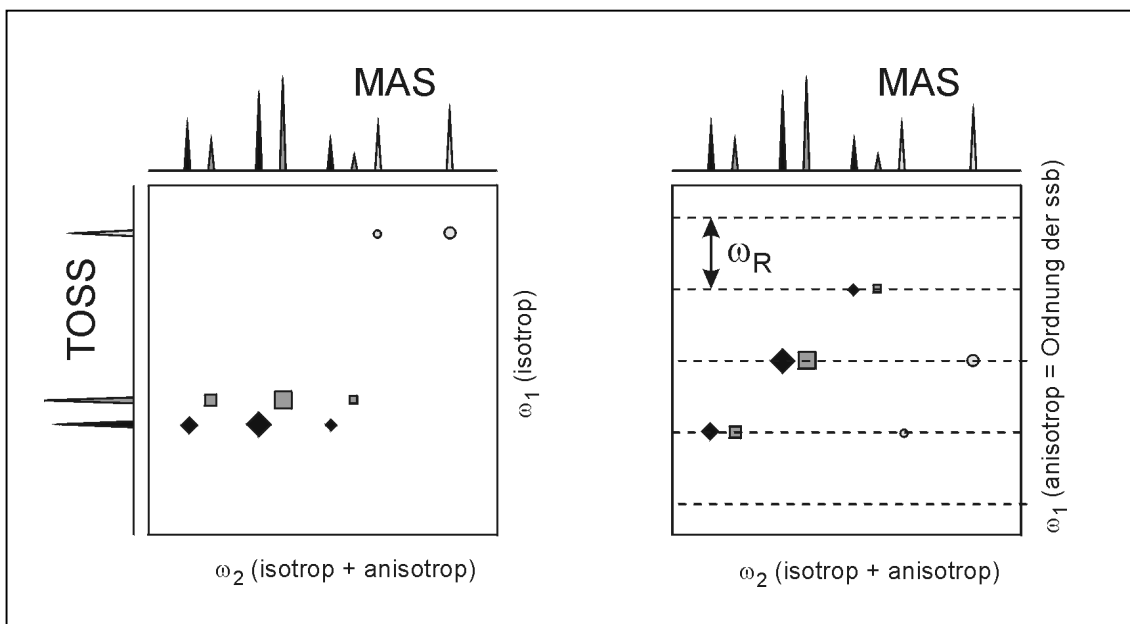 MAS
TOSS
ω1 (isotrop)
ω2 (isotrop + anisotrop)
MAS
ωR
ω1 (anisotrop = Ordnung der ssb)
ω2 (isotrop + anisotrop)